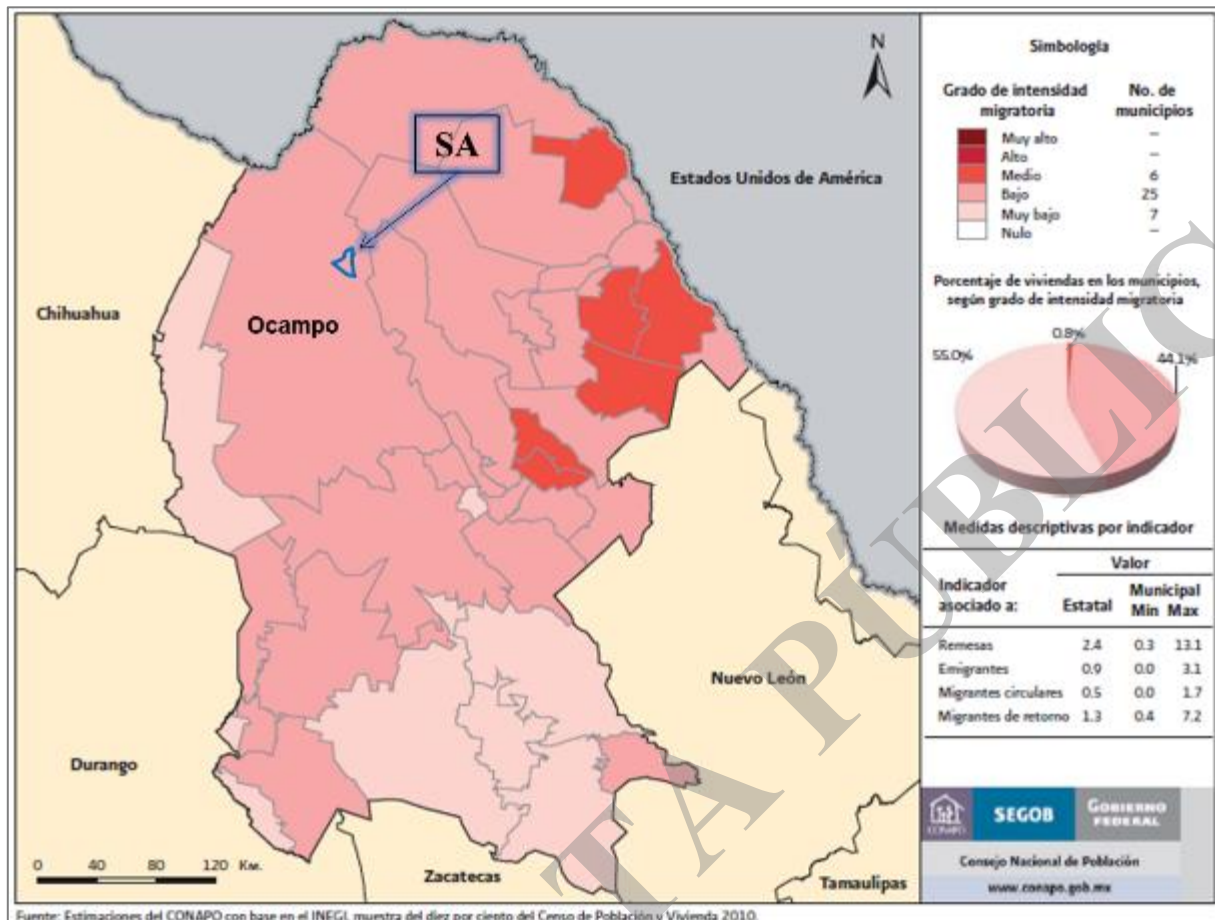 N
SA
Estados Unidos de América
Chihuahua
Ocampo
Nuevo León
Durango
Zacatecas
Tamaulipas
0 40 80 120 Km.
Simbología
Grado de intensidad migratoria No. de municipios
Muy alto –
Alto –
Medio 6
Bajo 25
Muy bajo 7
Nulo –
Porcentaje de viviendas en los municipios,
según grado de intensidad migratoria
0.8%
55.0%
44.1%
Medidas descriptivas por indicador
Valor
Indicador asociado a: Estatal Municipal Min Max
Remesas 2.4 0.3 13.1
Emigrantes 0.9 0.0 3.1
Migrantes circulares 0.5 0.0 1.7
Migrantes de retorno 1.3 0.4 7.2
CONAPO
SEGOB
GOBIERNO
FEDERAL
Consejo Nacional de Población
www.conapo.gob.mx
TA PÚBLIC
Fuente: Estimaciones del CONAPO con base en el INEGI, muestra del diez por ciento del Censo de Población y Vivienda 2010.